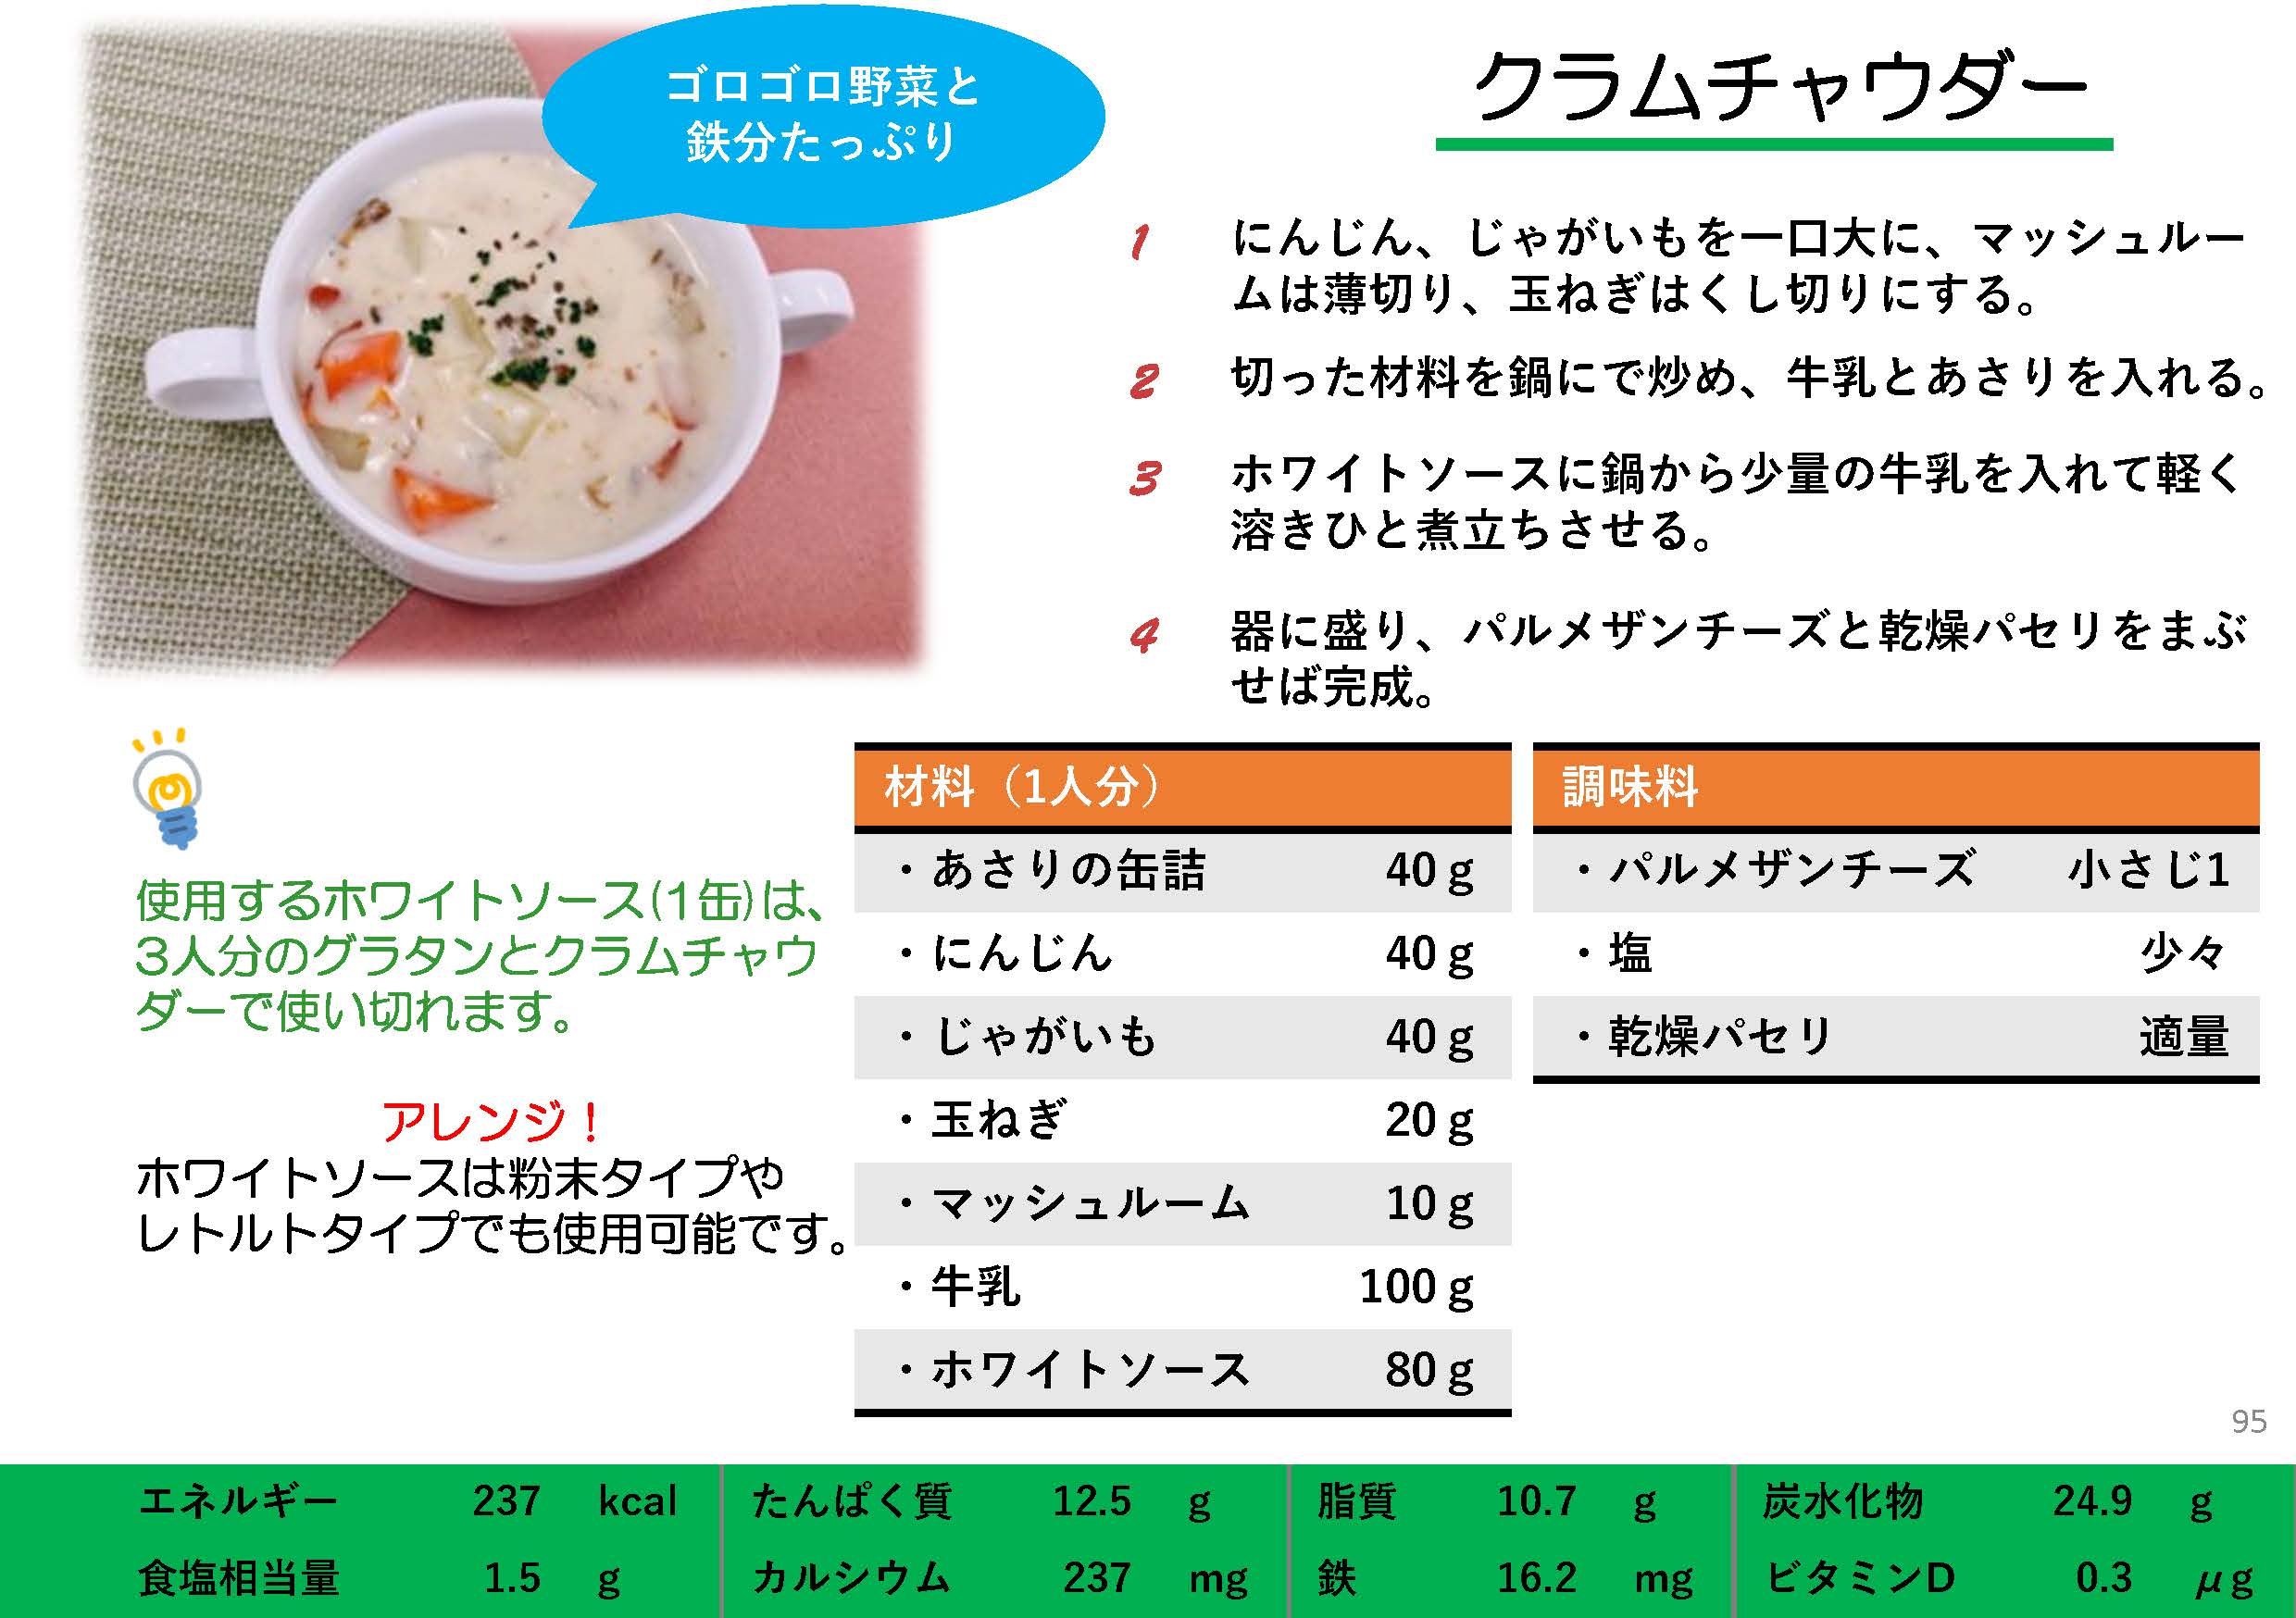 ゴロゴロ野菜と
鉄分たっぷり
クラムチャウダー
1 にんじん、じゃがいもを一口大に、マッシュルー
ムは薄切り、玉ねぎはくし切りにする。
2 切った材料を鍋にで炒め、牛乳とあさりを入れる。
3 ホワイトソースに鍋から少量の牛乳を入れて軽く
溶きひと煮立ちさせる。
4 器に盛り、パルメザンチーズと乾燥パセリをまぶ
せば完成。
使用するホワイトソース(1缶)は、
3人分のグラタンとクラムチャウ
ダーで使い切れます。
アレンジ！
ホワイトソースは粉末タイプや
レトルトタイプでも使用可能です。
材料（1人分）
・あさりの缶詰 40 g
・にんじん 40 g
・じゃがいも 40 g
・玉ねぎ 20 g
・マッシュルーム 10 g
・牛乳 100 g
・ホワイトソース 80 g
調味料
・パルメザンチーズ 小さじ1
・塩 少々
・乾燥パセリ 適量
95
エネルギー 237 kcal たんぱく質 12.5 g 脂質 10.7 g 炭水化物 24.9 g
食塩相当量 1.5 g カルシウム 237 mg 鉄 16.2 mg ビタミンD 0.3 μg